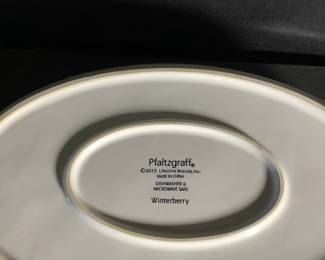 Pfaltzgraff®
©2015 Lifetime Brands, Inc.
MADE IN CHINA
DISHWASHER &
MICROWAVE SAFE
Winterberry